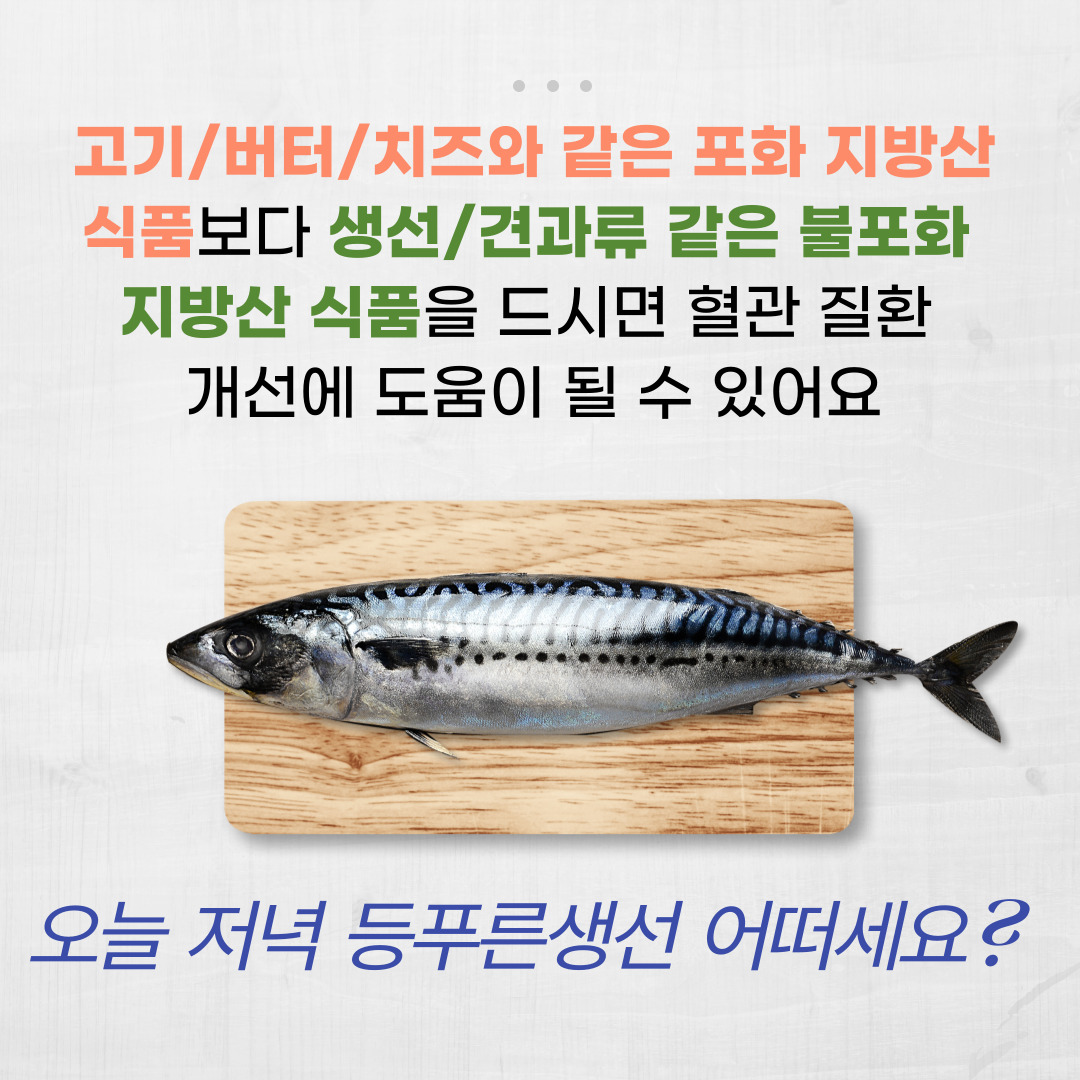 고기/버터/치즈와 같은 포화 지방산
식품보다 생선/견과류 같은 불포화
지방산 식품을 드시면 혈관 질환
개선에 도움이 될 수 있어요
오늘 저녁 등푸른생선 어떠세요?